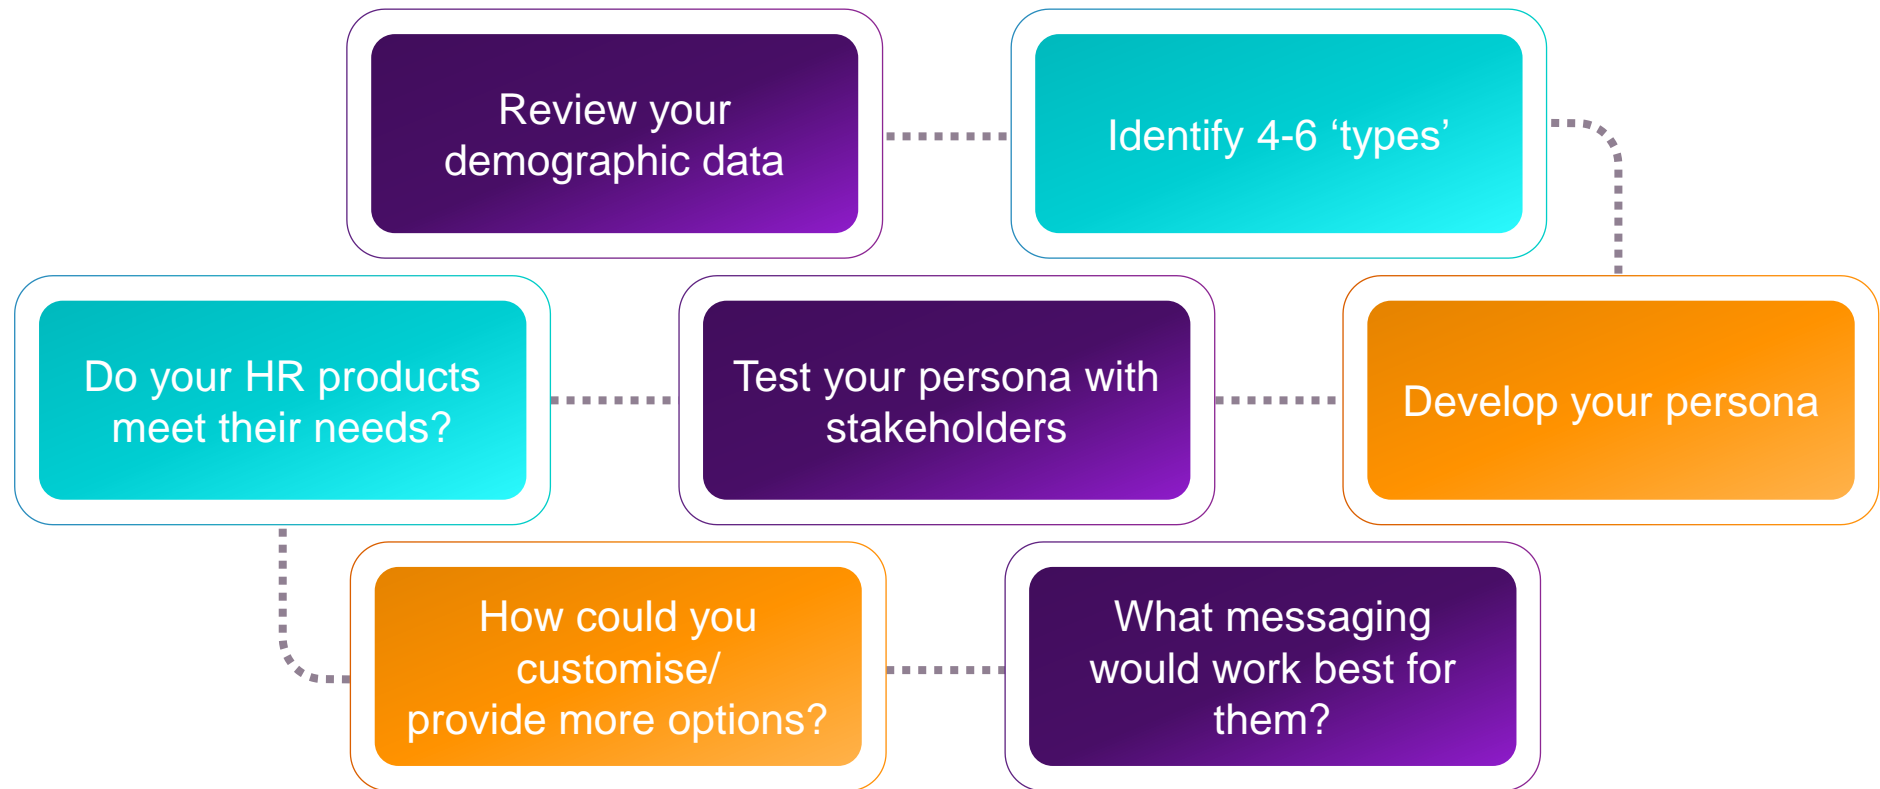 Review your
demographic data
Identify 4-6 ‘types’
Develop your persona
Test your persona with
stakeholders
Do your HR products
meet their needs?
How could you
customise/
provide more options?
What messaging
would work best for
them?